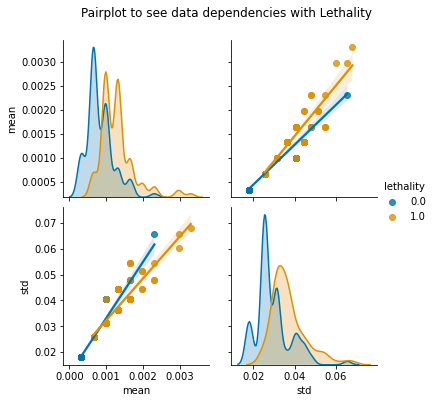 Pairplot to see data dependencies with Lethality
0.0030
0.0025
0.0020
0.0015
0.0010
0.0005
mean
lethality
0.0
1.0
0.07
0.06
0.05
0.04
0.03
0.02
std
0.000 0.001 0.002 0.003
mean
0.02 0.04 0.06
std